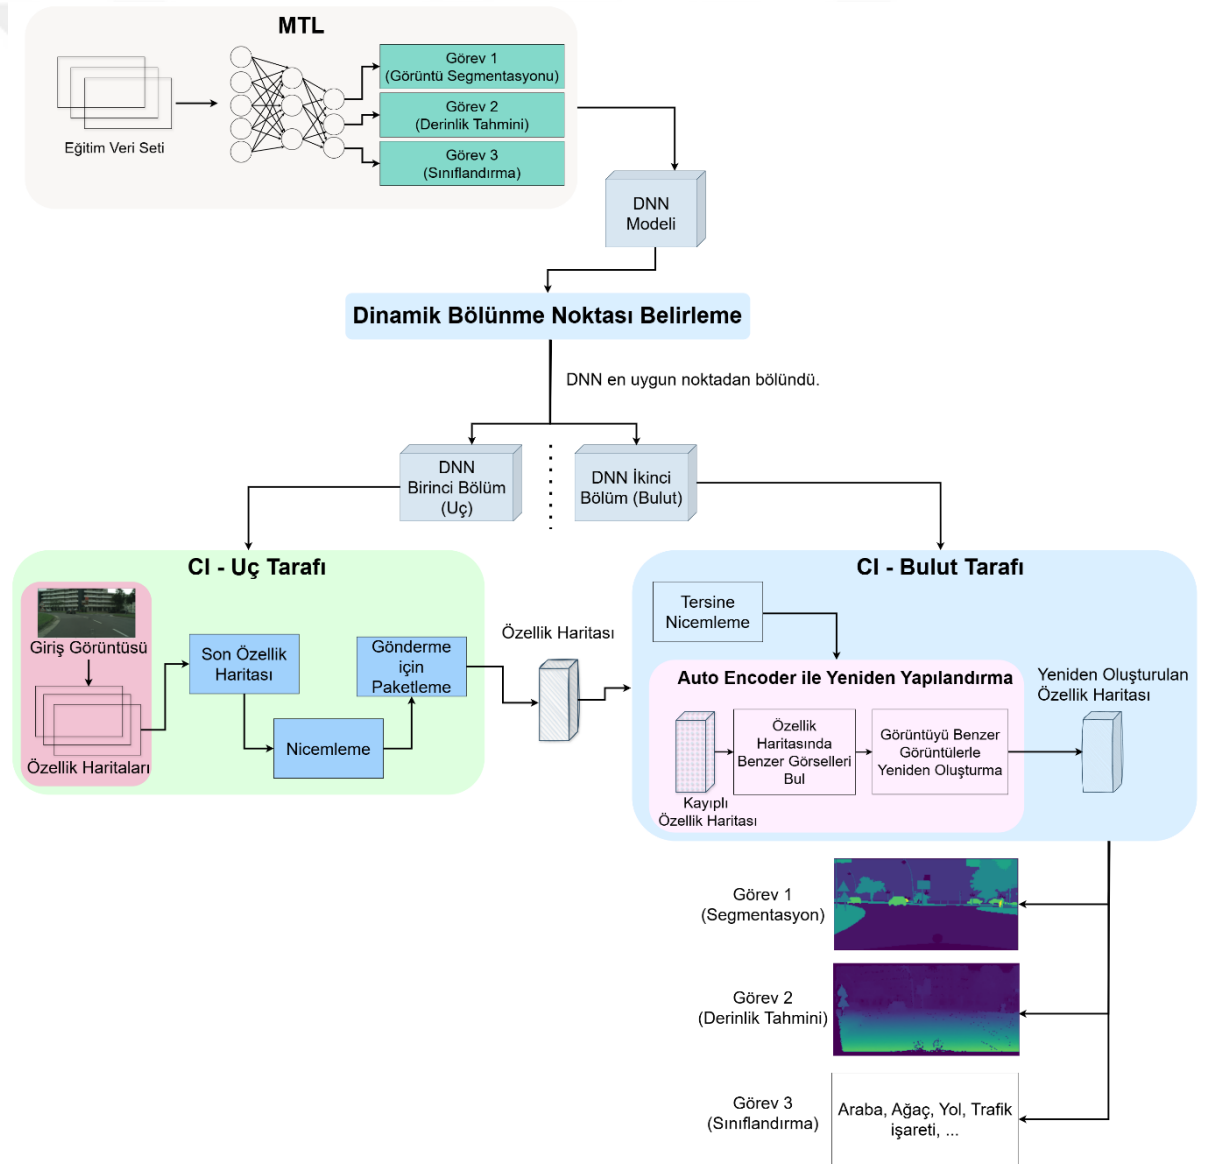 MTL
Eğitim Veri Seti
Görev 1
(Görüntü Segmentasyonu)
Görev 2
(Derinlik Tahmini)
Görev 3
(Sınıflandırma)
DNN
Modeli
Dinamik Bölünme Noktası Belirleme
DNN en uygun noktadan bölündü.
DNN
Birinci Bölüm
(Uç)
DNN İkinci
Bölüm (Bulut)
CI - Uç Tarafı
Giriş Görüntüsü
Özellik Haritaları
Son Özellik
Haritası
Nicemleme
Gönderme
için
Paketleme
Özellik Haritası
CI - Bulut Tarafı
Tersine
Nicemleme
Auto Encoder ile Yeniden Yapılandırma
Kayıplı
Özellik Haritası
Özellik
Haritasında
Benzer Görselleri
Bul
Görüntüyü Benzer
Görüntülerle
Yeniden Oluşturma
Yeniden Oluşturulan
Özellik Haritası
Görev 1
(Segmentasyon)
Görev 2
(Derinlik Tahmini)
Görev 3
(Sınıflandırma)
Araba, Ağaç, Yol, Trafik
işareti, ...